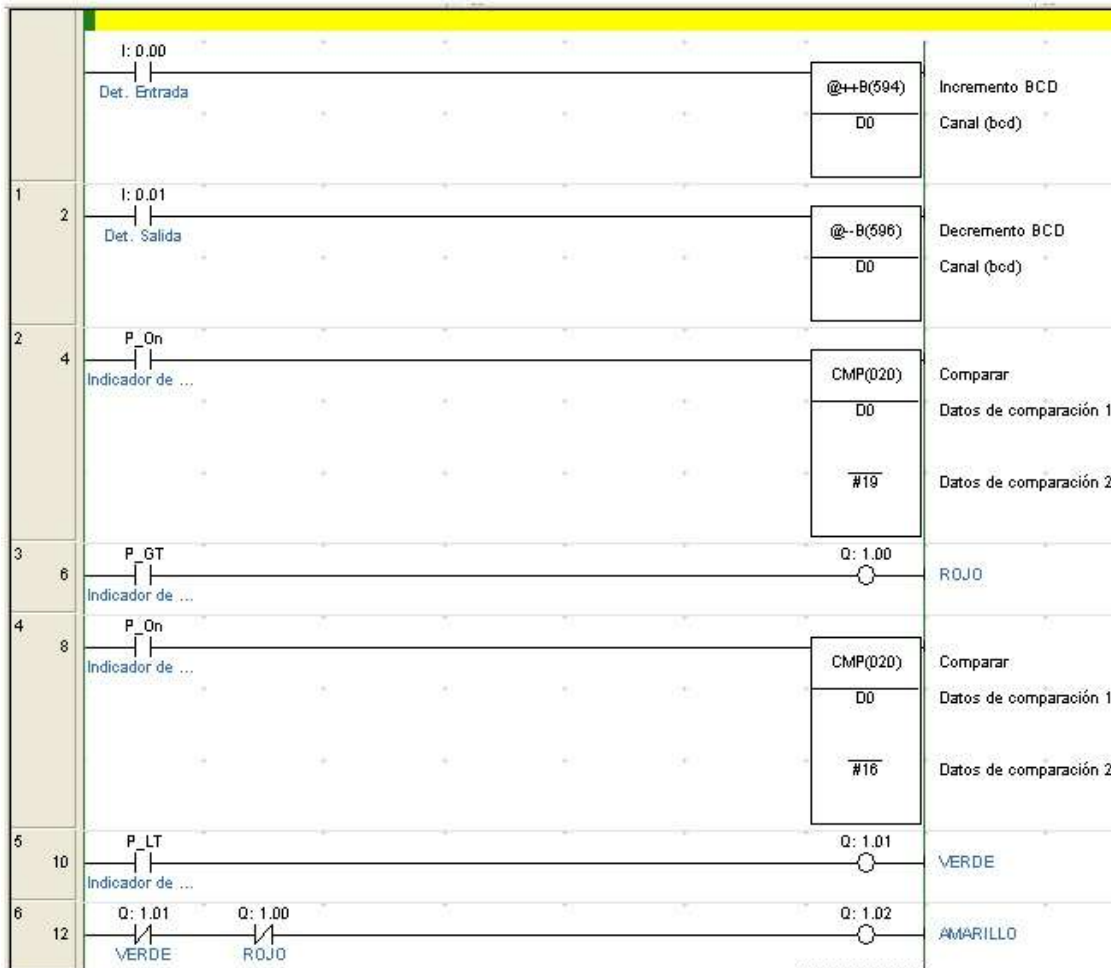 I: 0.00
Det. Entrada
@++B(594)
Incremento BCD
D0
Canal (bcd)
1
2
I: 0.01
Det. Salida
@--B(596)
Decremento BCD
D0
Canal (bcd)
2
4
P_On
Indicador de ...
CMP(020)
Comparar
D0
Datos de comparación 1
#19
Datos de comparación 2
3
6
P_GT
Indicador de ...
Q: 1.00
ROJO
4
8
P_On
Indicador de ...
CMP(020)
Comparar
D0
Datos de comparación 1
#16
Datos de comparación 2
5
10
P_LT
Indicador de ...
Q: 1.01
VERDE
6
12
Q: 1.01
VERDE
Q: 1.00
ROJO
Q: 1.02
AMARILLO